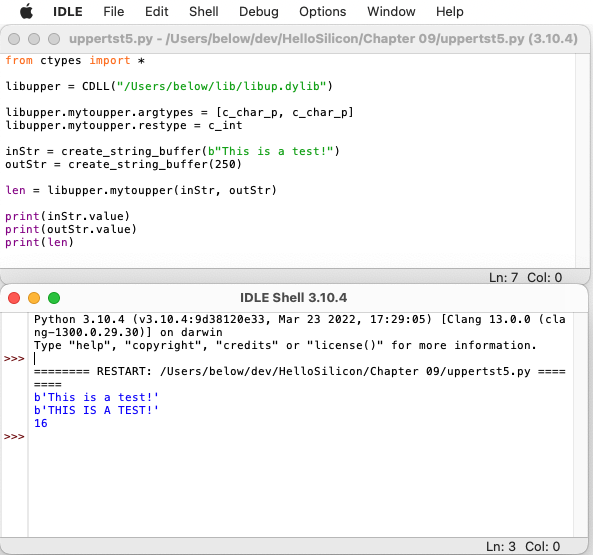 IDLE File Edit Shell Debug Options Window Help
uppertst5.py - /Users/below/dev/HelloSilicon/Chapter 09/uppertst5.py (3.10.4)
from ctypes import *
libupper = CDLL("/Users/below/lib/libup.dylib")
libupper.mytoupper.argtypes = [c_char_p, c_char_p]
libupper.mytoupper.restype = c_int
inStr = create_string_buffer(b"This is a test!")
outStr = create_string_buffer(250)
len = libupper.mytoupper(inStr, outStr)
print(inStr.value)
print(outStr.value)
print(len)
Ln: 7 Col: 0
IDLE Shell 3.10.4
Python 3.10.4 (v3.10.4:9d38120e33, Mar 23 2022, 17:29:05) [Clang 13.0.0 (cla
ng-1300.0.29.30)] on darwin
Type "help", "copyright", "credits" or "license()" for more information.
>>>
======== RESTART: /Users/below/dev/HelloSilicon/Chapter 09/uppertst5.py ====
====
b'This is a test!'
b'THIS IS A TEST!'
16
>>>
Ln: 3 Col: 0